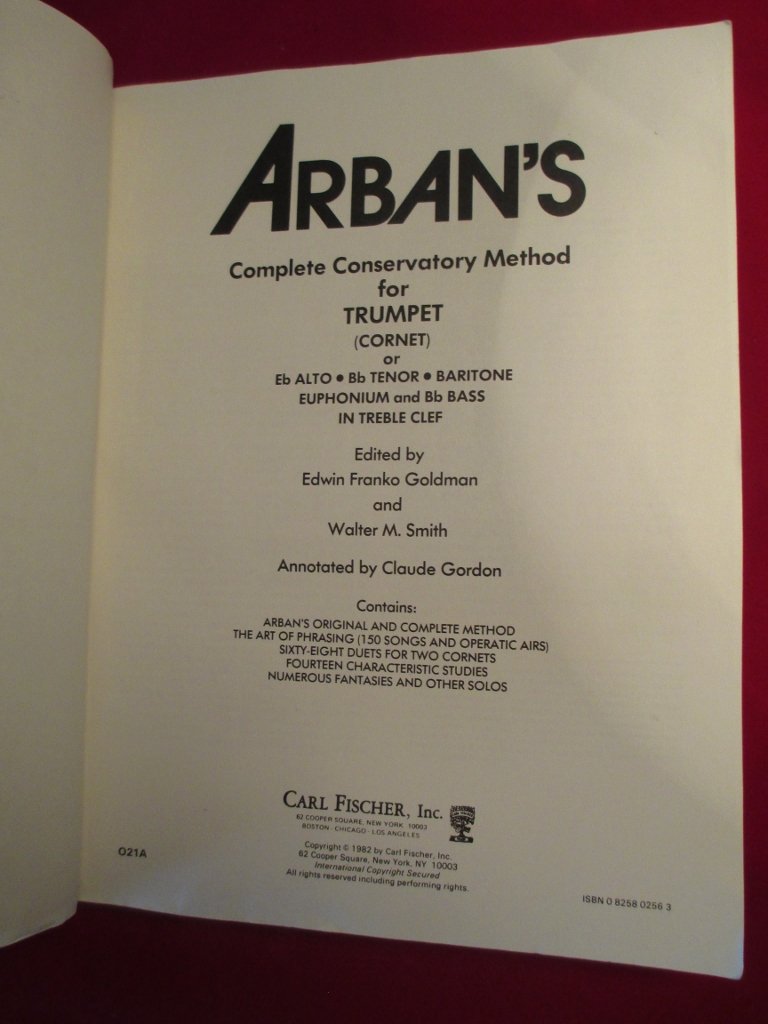 ARBAN'S
Complete Conservatory Method
for
TRUMPET
(CORNET)
or
Eb ALTO • Bb TENOR • BARITONE
EUPHONIUM and Bb BASS
IN TREBLE CLEF
Edited by
Edwin Franko Goldman
and
Walter M. Smith
Annotated by Claude Gordon
Contains:
ARBAN'S ORIGINAL AND COMPLETE METHOD
THE ART OF PHRASING (150 SONGS AND OPERATIC AIRS)
SIXTY-EIGHT DUETS FOR TWO CORNETS
FOURTEEN CHARACTERISTIC STUDIES
NUMEROUS FANTASIES AND OTHER SOLOS
CARL FISCHER, Inc.
62 COOPER SQUARE, NEW YORK 10003
BOSTON · CHICAGO · LOS ANGELES
Copyright © 1982 by Carl Fischer, Inc.
62 Cooper Square, New York, NY 10003
International Copyright Secured
All rights reserved including performing rights.
O21A
ISBN 0 8258 0256 3